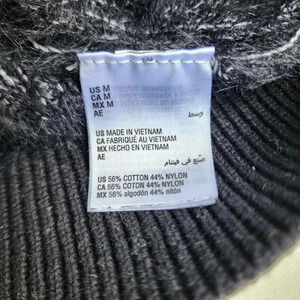 US M
CA M
MX M
AE
وسط
US MADE IN VIETNAM
CA FABRIQUÉ AU VIETNAM
MX HECHO EN VIETNAM
AE
صنع في فيتنام
US 56% COTTON 44% NYLON
CA 56% COTTON 44% NYLON
MX 56% algodón 44% nilón